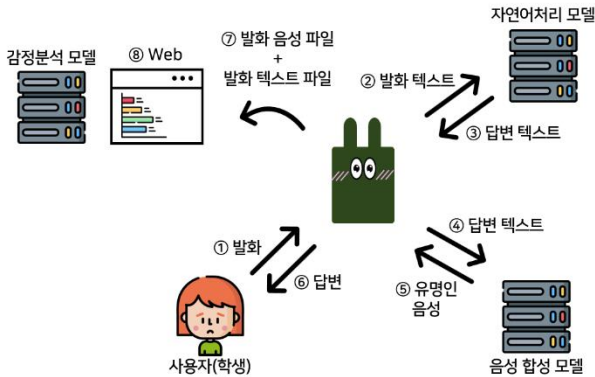 자연어처리 모델
감정분석 모델
⑧ Web
⑦ 발화 음성 파일
+
발화 텍스트 파일
② 발화 텍스트
③ 답변 텍스트
④ 답변 텍스트
① 발화
⑥ 답변
⑤ 유명인
음성
사용자(학생)
음성 합성 모델